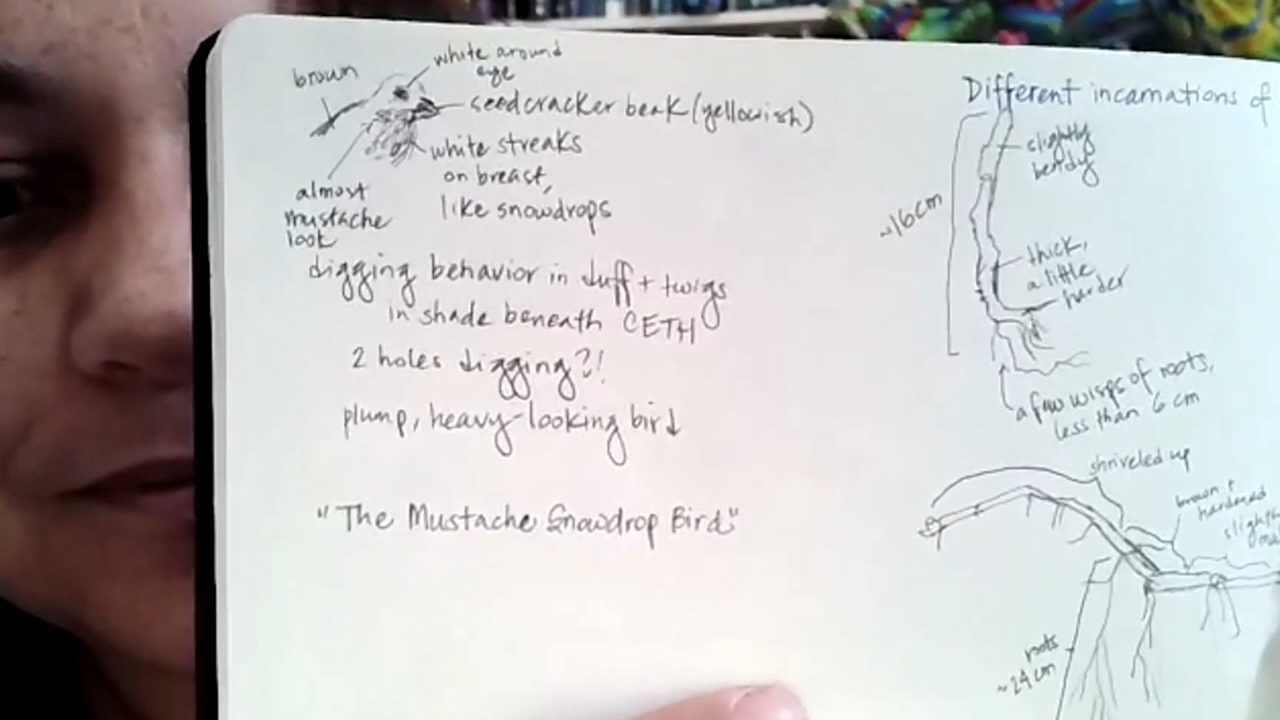 brown
white around
eye
seedcracker beak (yellowish)
white streaks
on breast,
like snowdrops
almost
mustache
look
digging behavior in duff + twigs
in shade beneath CETH
2 holes digging?!
plump, heavy-looking bird
"The Mustache Snowdrop Bird"
Different incarnations of
slightly
bendy
~16cm
thick,
a little
harder
a few wisps of roots,
less than 6 cm
shriveled up
brown +
hardened
roots
~24cm